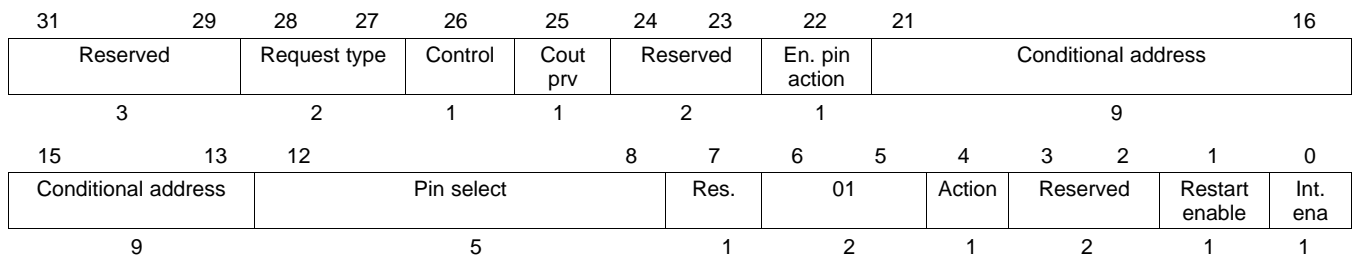 31 29 28 27 26 25 24 23 22 21 16
Reserved Request type Control Cout Reserved En. pin Conditional address
prv action
3 2 1 1 2 1 9
15 13 12 8 7 6 5 4 3 2 1 0
Conditional address Pin select Res. 01 Action Reserved Restart Int.
enable ena
9 5 1 2 1 2 1 1